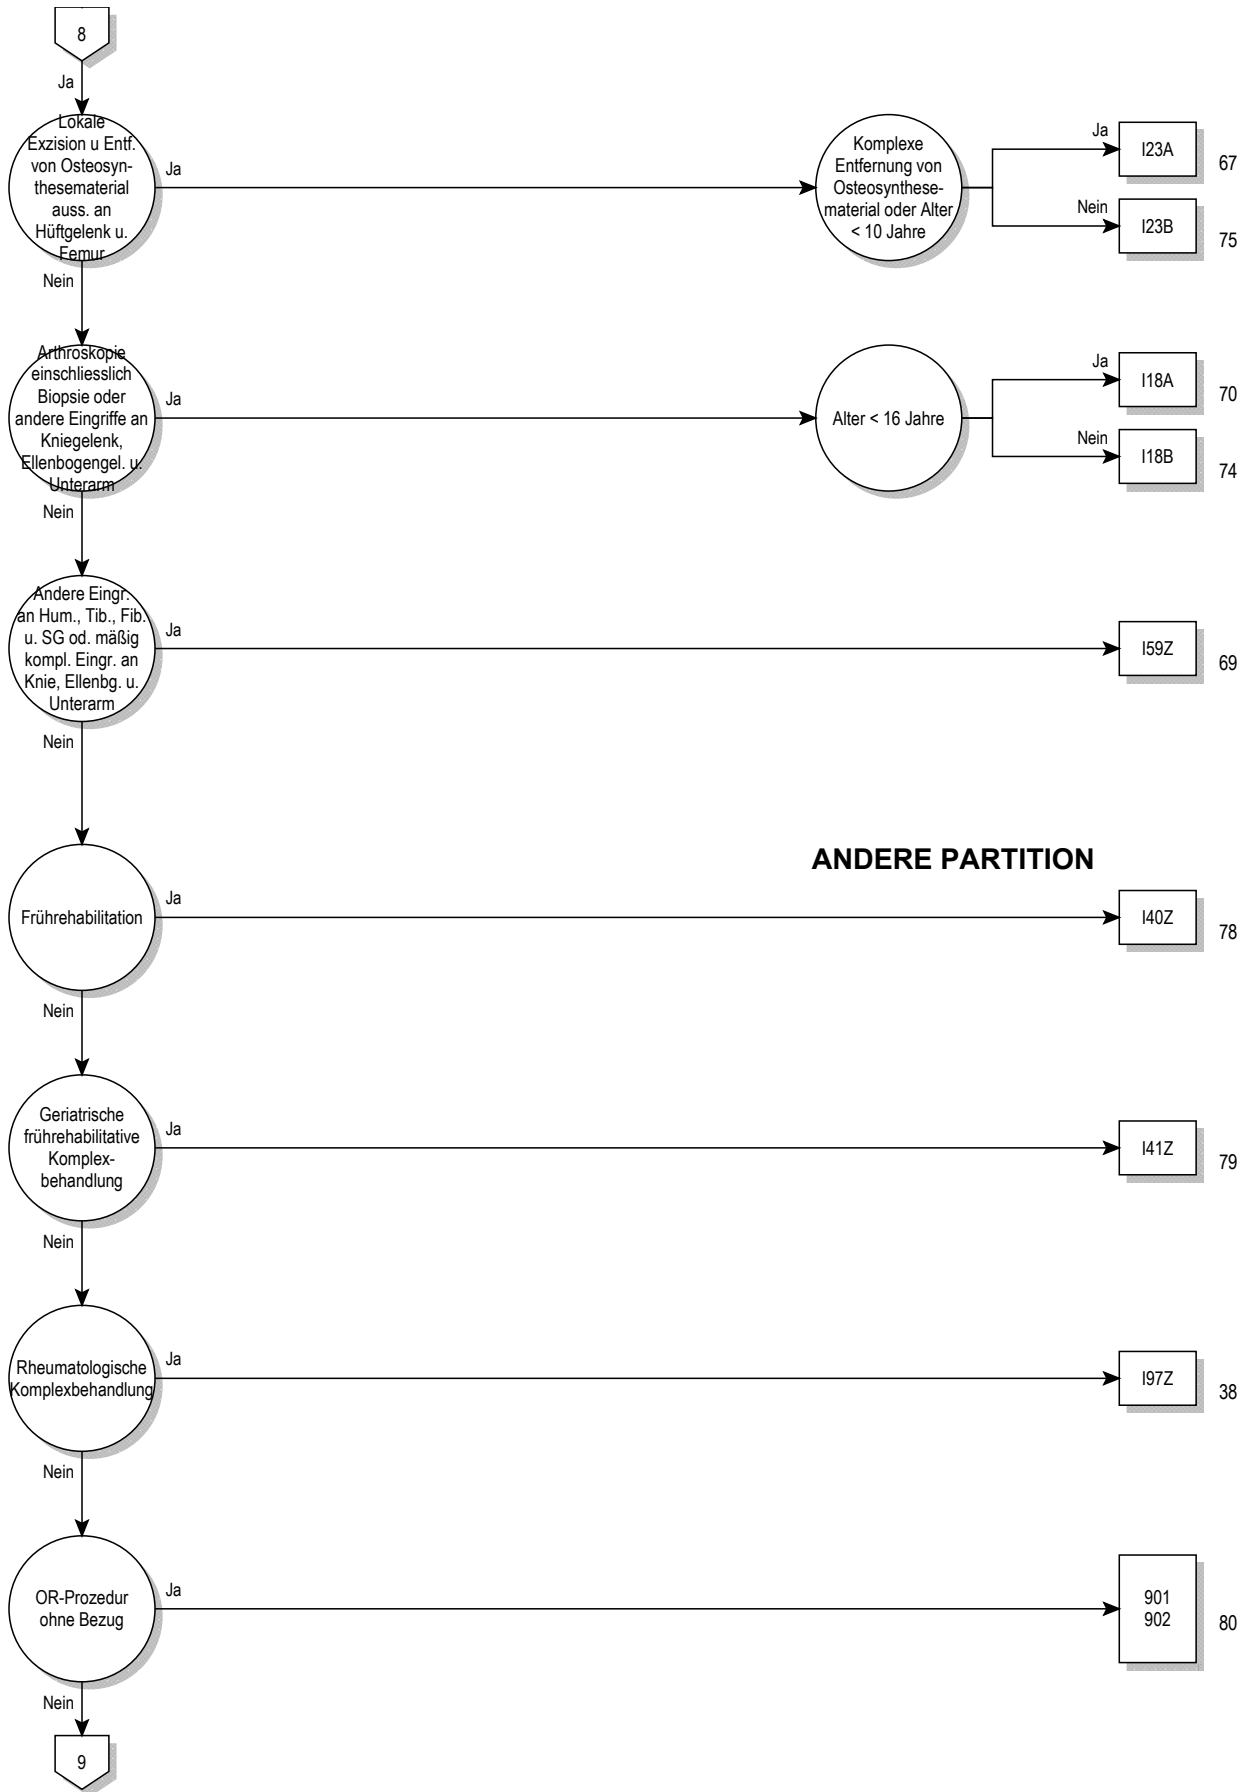 8
Ja
Lokale
Exzision u Entf.
von Osteosyn-
thesematerial
auss. an
Hüftgelenk u.
Femur
Ja
Komplexe
Entfernung von
Osteosynthese-
material oder Alter
< 10 Jahre
Ja
I23A
67
Nein
I23B
75
Nein
Arthroskopie
einschliesslich
Biopsie oder
andere Eingriffe an
Kniegelenk,
Ellenbogengel. u.
Unterarm
Ja
Alter < 16 Jahre
Ja
I18A
70
Nein
I18B
74
Nein
Andere Eingr.
an Hum., Tib., Fib.
u. SG od. mäßig
kompl. Eingr. an
Knie, Ellenbg. u.
Unterarm
Ja
I59Z
69
Nein
ANDERE PARTITION
Frührehabilitation
Ja
I40Z
78
Nein
Geriatrische
frührehabilitative
Komplex-
behandlung
Ja
I41Z
79
Nein
Rheumatologische
Komplexbehandlung
Ja
I97Z
38
Nein
OR-Prozedur
ohne Bezug
Ja
901
902
80
Nein
9